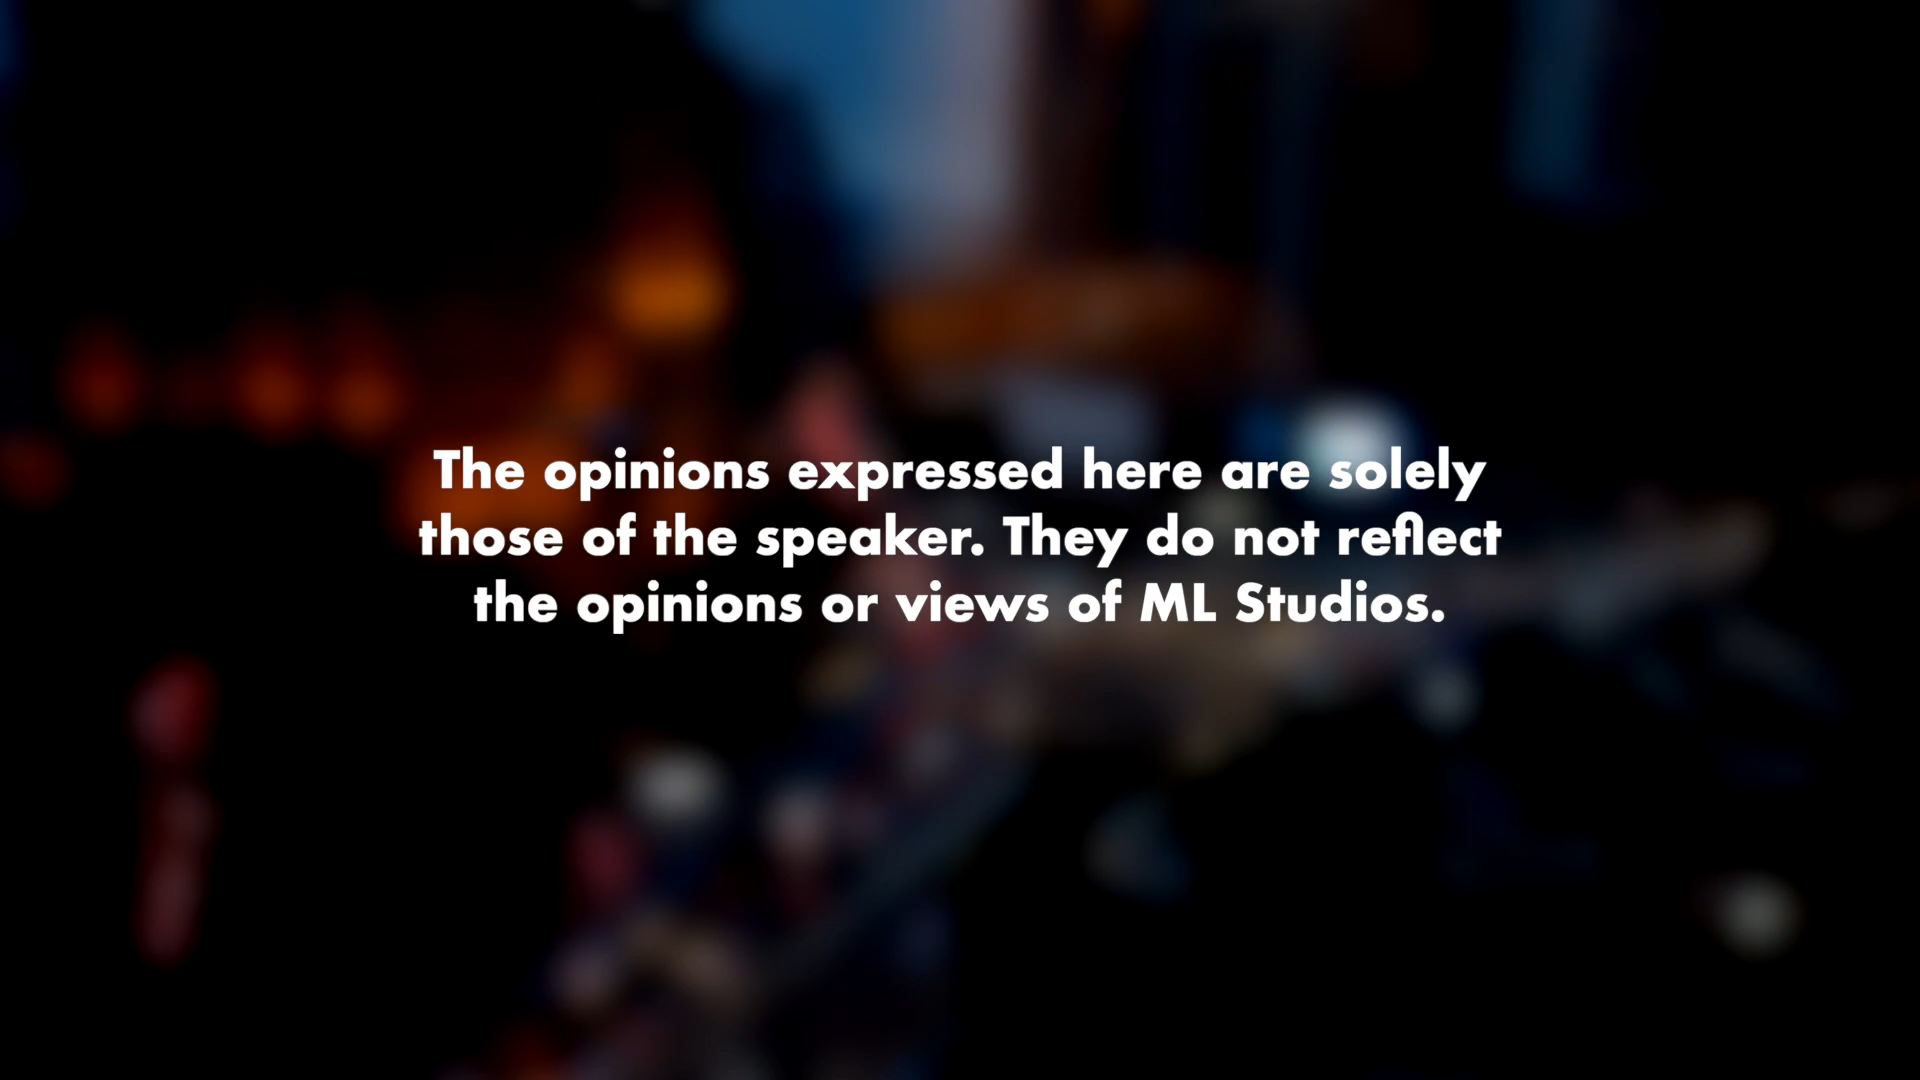 The opinions expressed here are solely
those of the speaker. They do not reflect
the opinions or views of ML Studios.